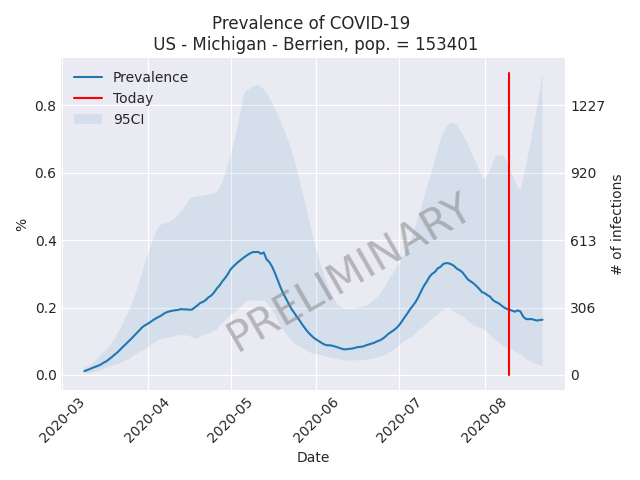 Prevalence of COVID-19
US - Michigan - Berrien, pop. = 153401
Prevalence
Today
95CI
0.8
0.6
0.4
0.2
0.0
%
1227
920
613
306
0
# of infections
PRELIMINARY
2020-03
2020-04
2020-05
2020-06
2020-07
2020-08
Date